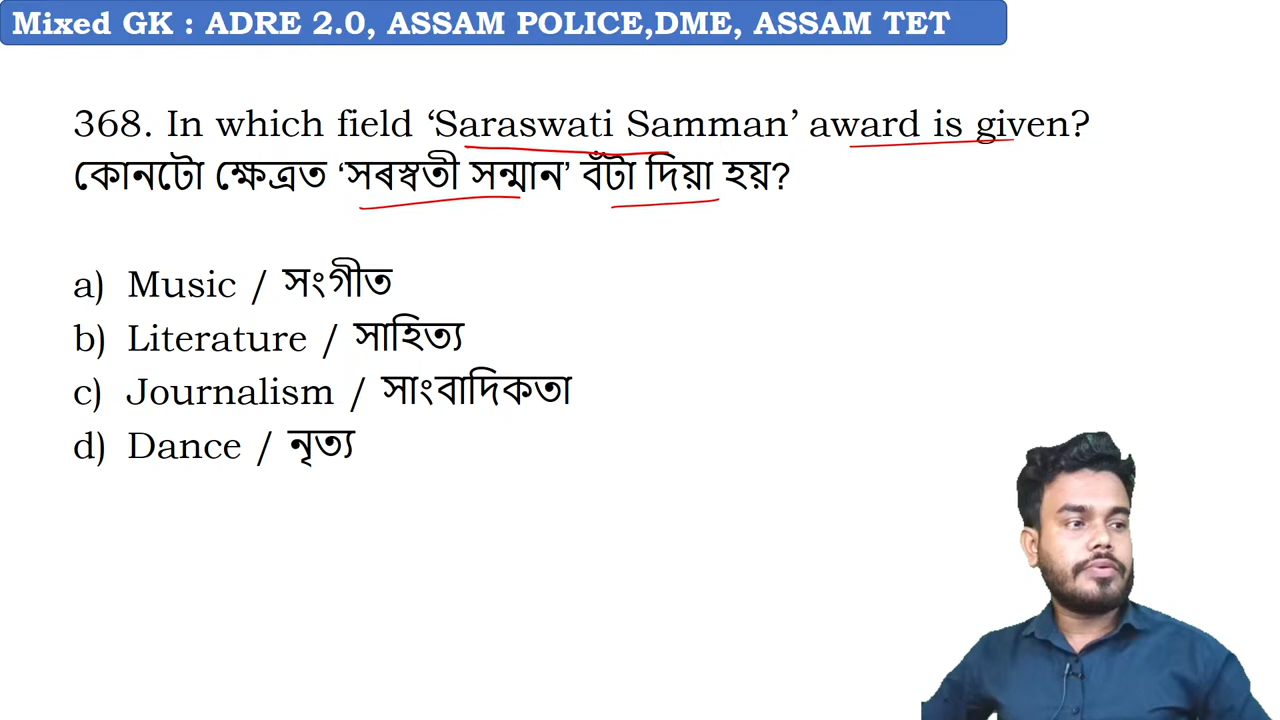 Mixed GK : ADRE 2.0, ASSAM POLICE,DME, ASSAM TET
368. In which field ‘Saraswati Samman’ award is given?
কোনটো ক্ষেত্ৰত ‘সৰস্বতী সন্মান’ বঁটা দিয়া হয়?
a) Music / সংগীত
b) Literature / সাহিত্য
c) Journalism / সাংবাদিকতা
d) Dance / নৃত্য